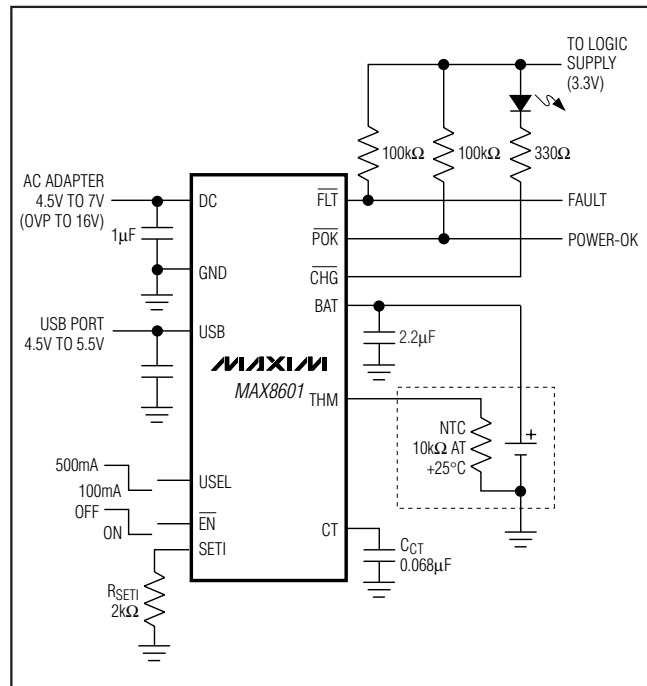 TO LOGIC
SUPPLY
(3.3V)
100kΩ
100kΩ
330Ω
AC ADAPTER
4.5V TO 7V
(OVP TO 16V)
DC
FLT
FAULT
1µF
POK
POWER-OK
GND
CHG
BAT
USB PORT
4.5V TO 5.5V
USB
2.2µF
MAXIM
MAX8601
THM
NTC
10kΩ AT
+25°C
+
500mA
100mA
USEL
OFF
ON
EN
SETI
CT
CCT
0.068µF
RSETI
2kΩ